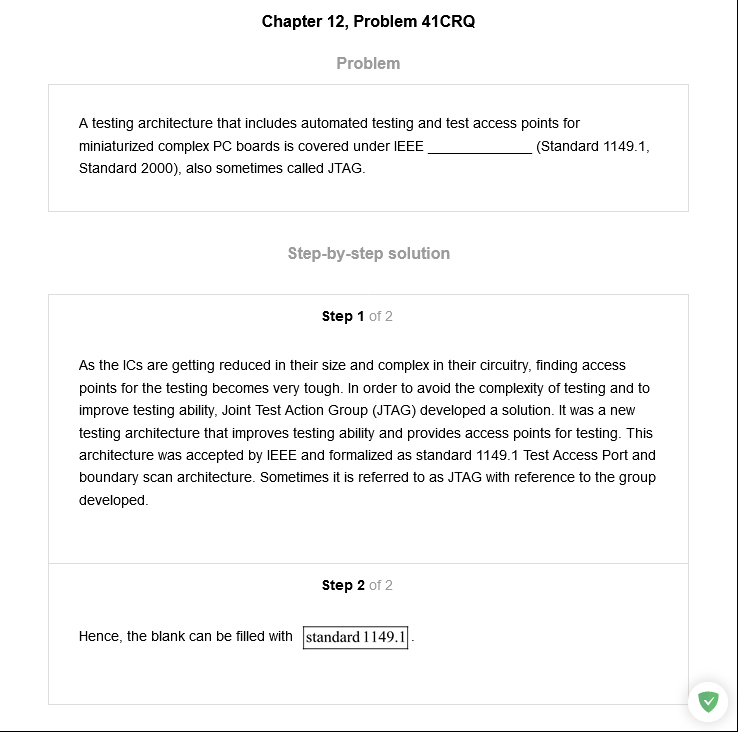 Chapter 12, Problem 41CRQ
Problem
A testing architecture that includes automated testing and test access points for
miniaturized complex PC boards is covered under IEEE _____________ (Standard 1149.1,
Standard 2000), also sometimes called JTAG.
Step-by-step solution
Step 1 of 2
As the ICs are getting reduced in their size and complex in their circuitry, finding access
points for the testing becomes very tough. In order to avoid the complexity of testing and to
improve testing ability, Joint Test Action Group (JTAG) developed a solution. It was a new
testing architecture that improves testing ability and provides access points for testing. This
architecture was accepted by IEEE and formalized as standard 1149.1 Test Access Port and
boundary scan architecture. Sometimes it is referred to as JTAG with reference to the group
developed.
Step 2 of 2
Hence, the blank can be filled with standard 1149.1.